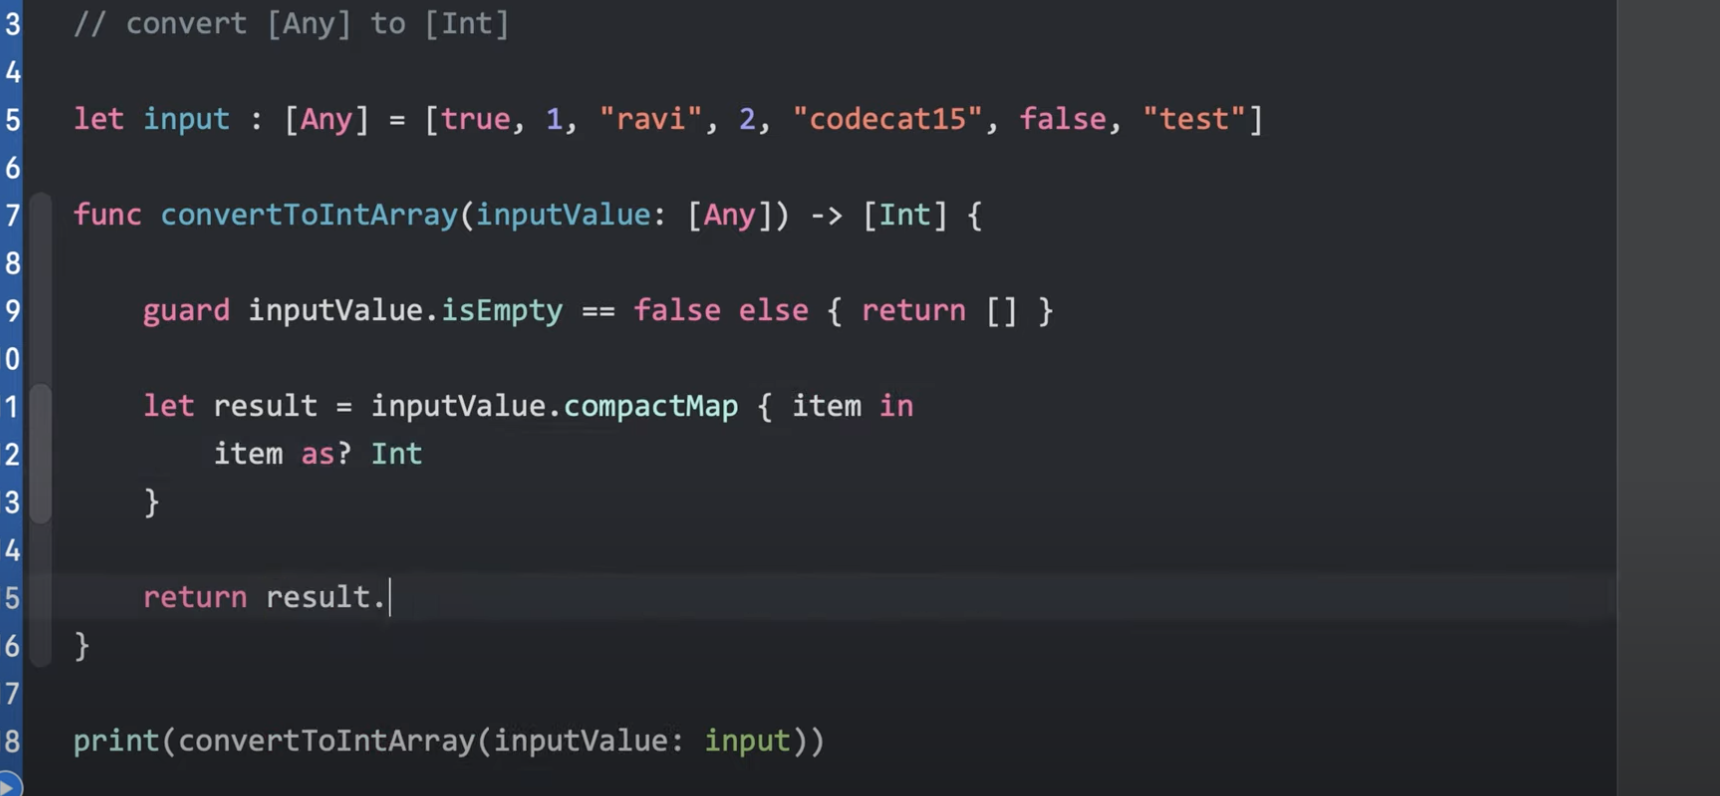 3 // convert [Any] to [Int]
4
5 let input : [Any] = [true, 1, "ravi", 2, "codecat15", false, "test"]
6
7 func convertToIntArray(inputValue: [Any]) -> [Int] {
8
9 guard inputValue.isEmpty == false else { return [] }
0
1 let result = inputValue.compactMap { item in
2 item as? Int
3 }
4
5 return result.
6 }
7
8 print(convertToIntArray(inputValue: input))